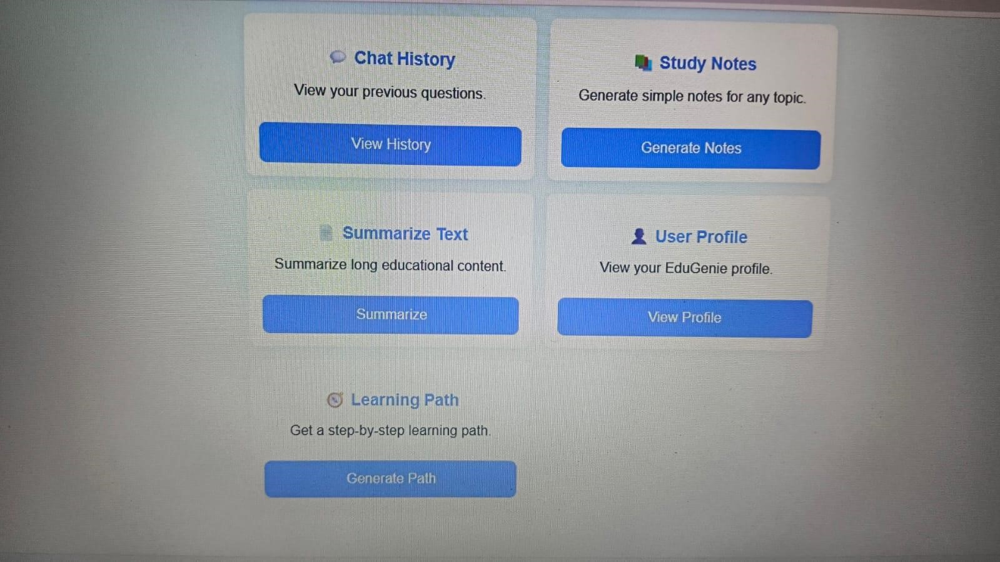 Chat History
View your previous questions.
View History
Study Notes
Generate simple notes for any topic.
Generate Notes
Summarize Text
Summarize long educational content.
Summarize
User Profile
View your EduGenie profile.
View Profile
Learning Path
Get a step-by-step learning path.
Generate Path